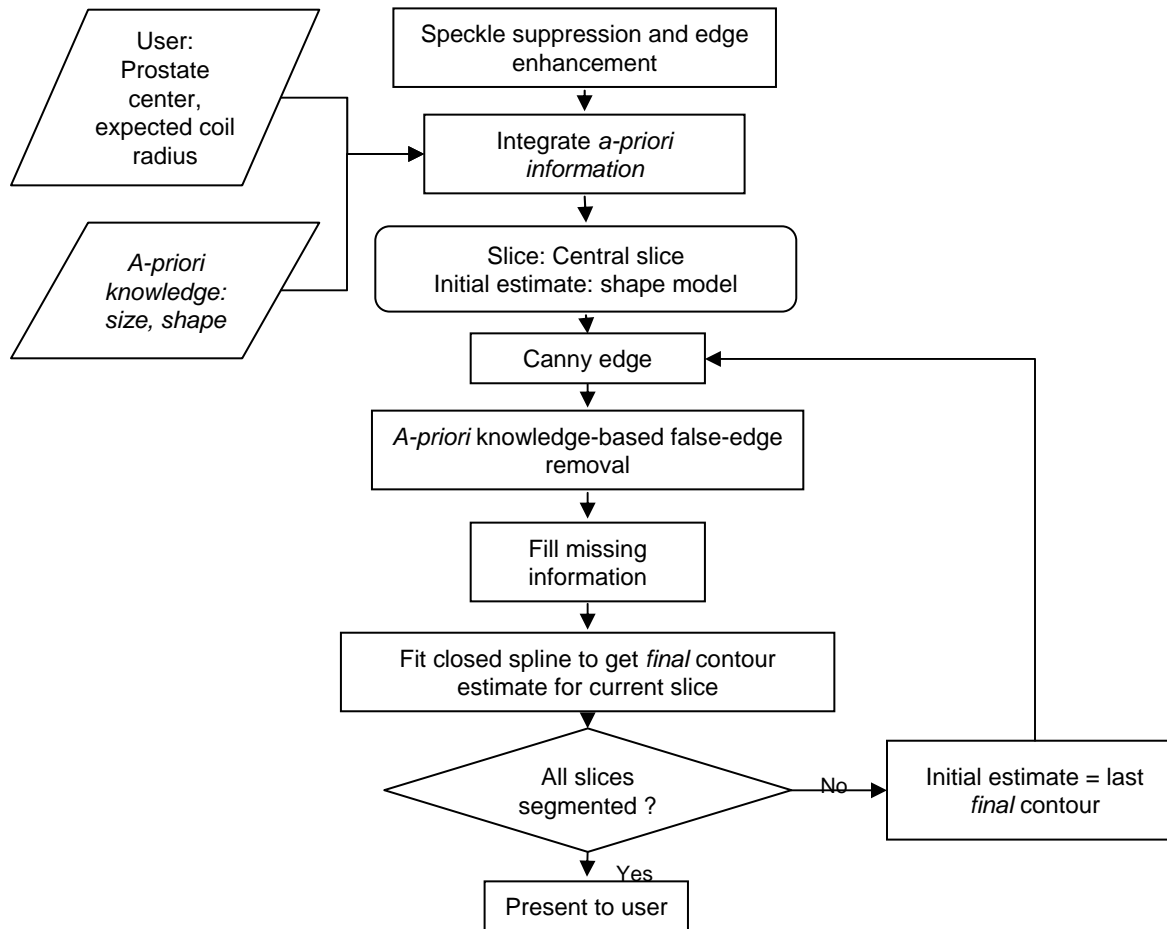 User:
Prostate
center,
expected coil
radius
A-priori
knowledge:
size, shape
Speckle suppression and edge
enhancement
Integrate a-priori
information
Slice: Central slice
Initial estimate: shape model
Canny edge
A-priori knowledge-based false-edge
removal
Fill missing
information
Fit closed spline to get final contour
estimate for current slice
All slices
segmented ?
No
Initial estimate = last
final contour
Yes
Present to user